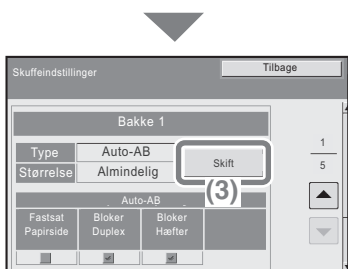 Skuffeindstillinger
Tilbage
Bakke 1
Type
Auto-AB
Størrelse
Almindelig
Skift
(3)
1
5
Auto-AB
Fastsat
Papirside
Bloker
Duplex
Bloker
Hæfter